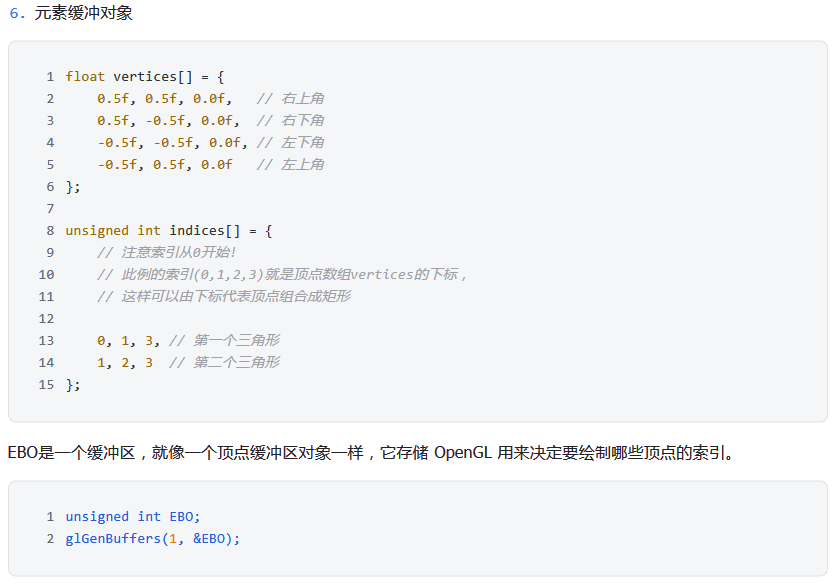 6. 元素缓冲对象
1 float vertices[] = {
2     0.5f, 0.5f, 0.0f,   // 右上角
3     0.5f, -0.5f, 0.0f,  // 右下角
4     -0.5f, -0.5f, 0.0f, // 左下角
5     -0.5f, 0.5f, 0.0f   // 左上角
6 };
7
8 unsigned int indices[] = {
9     // 注意索引从0开始!
10     // 此例的索引(0,1,2,3)就是顶点数组vertices的下标，
11     // 这样可以由下标代表顶点组合成矩形
12
13     0, 1, 3, // 第一个三角形
14     1, 2, 3  // 第二个三角形
15 };
EBO是一个缓冲区，就像一个顶点缓冲区对象一样，它存储 OpenGL 用来决定要绘制哪些顶点的索引。
1 unsigned int EBO;
2 glGenBuffers(1, &EBO);